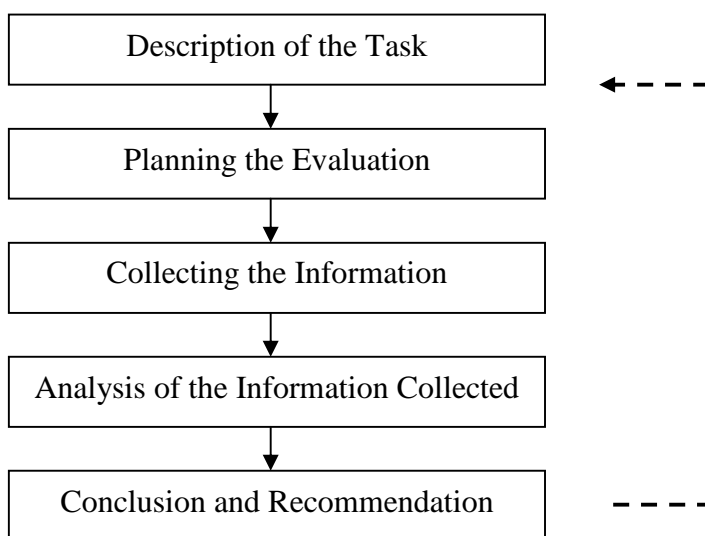 Description of the Task
Planning the Evaluation
Collecting the Information
Analysis of the Information Collected
Conclusion and Recommendation